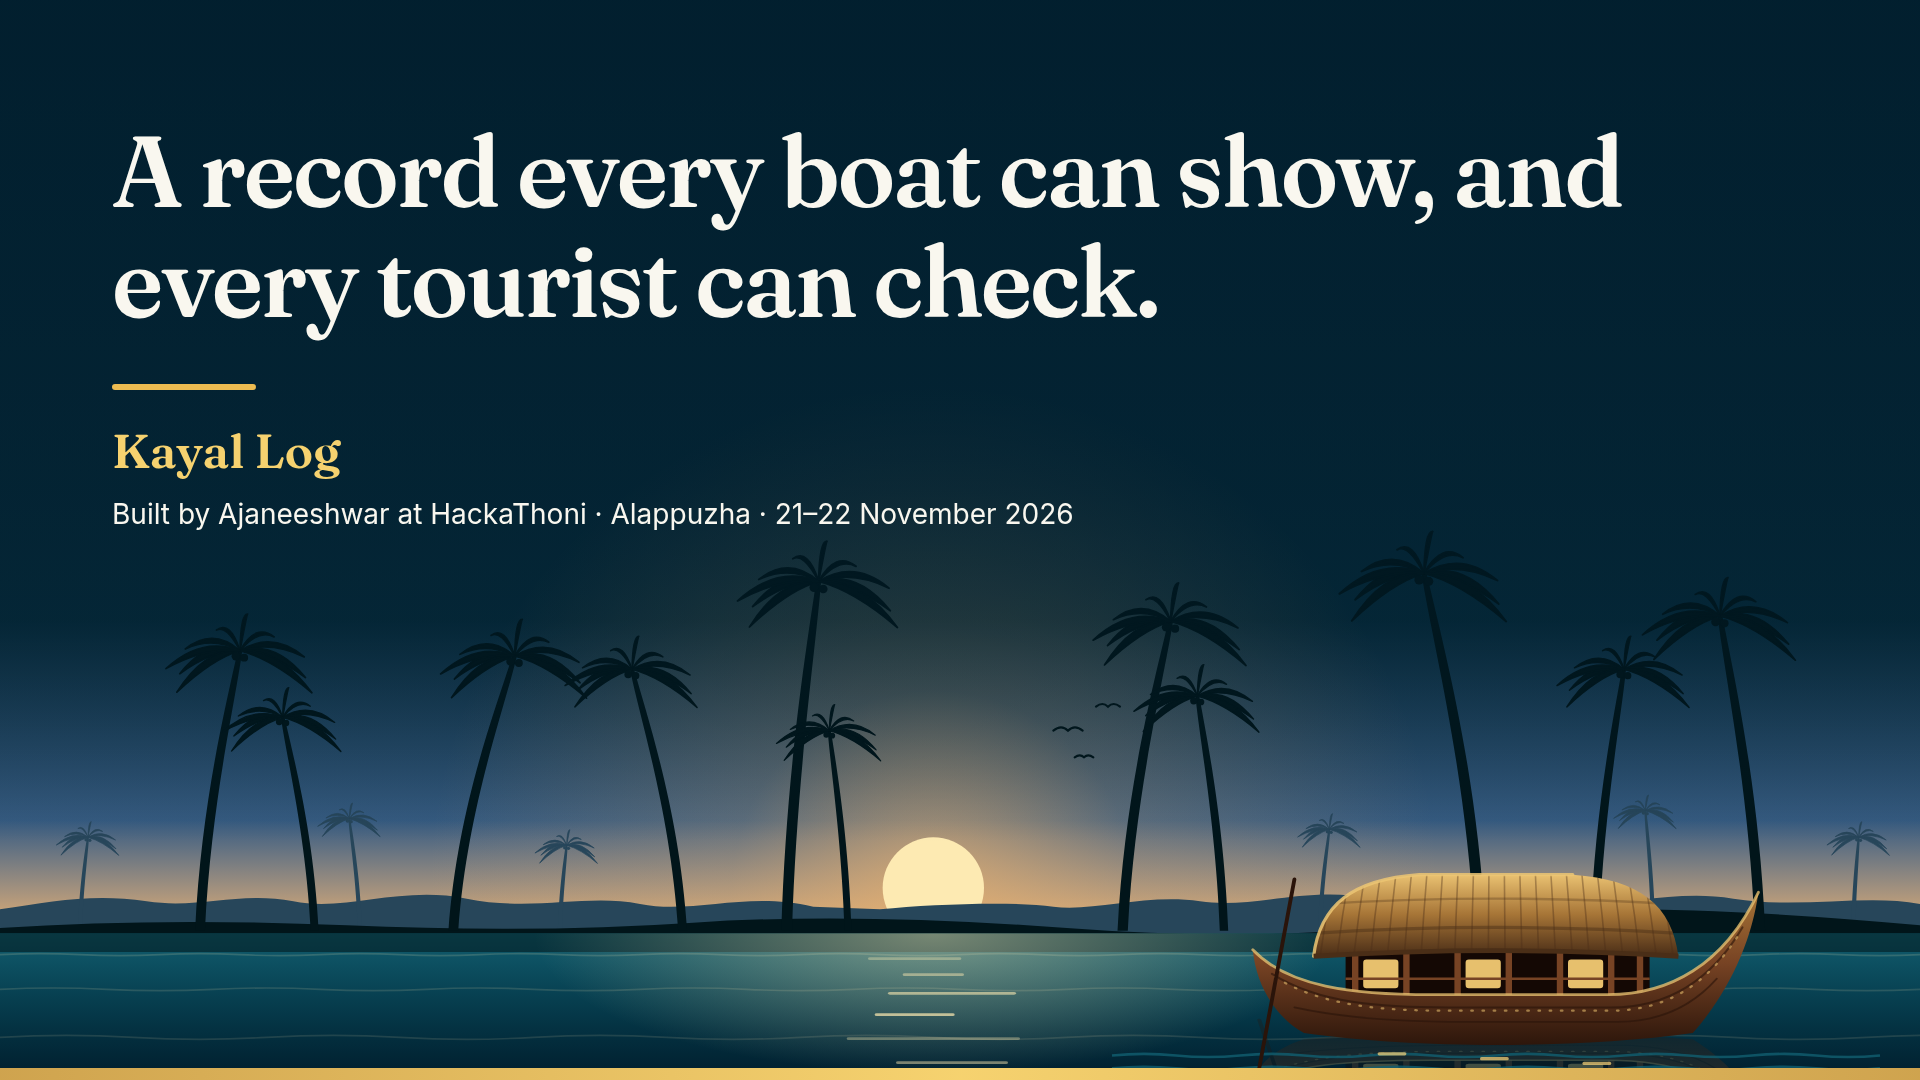 A record every boat can show, and
every tourist can check.
Kayal Log
Built by Ajaneeshwar at HackaThoni · Alappuzha · 21–22 November 2026